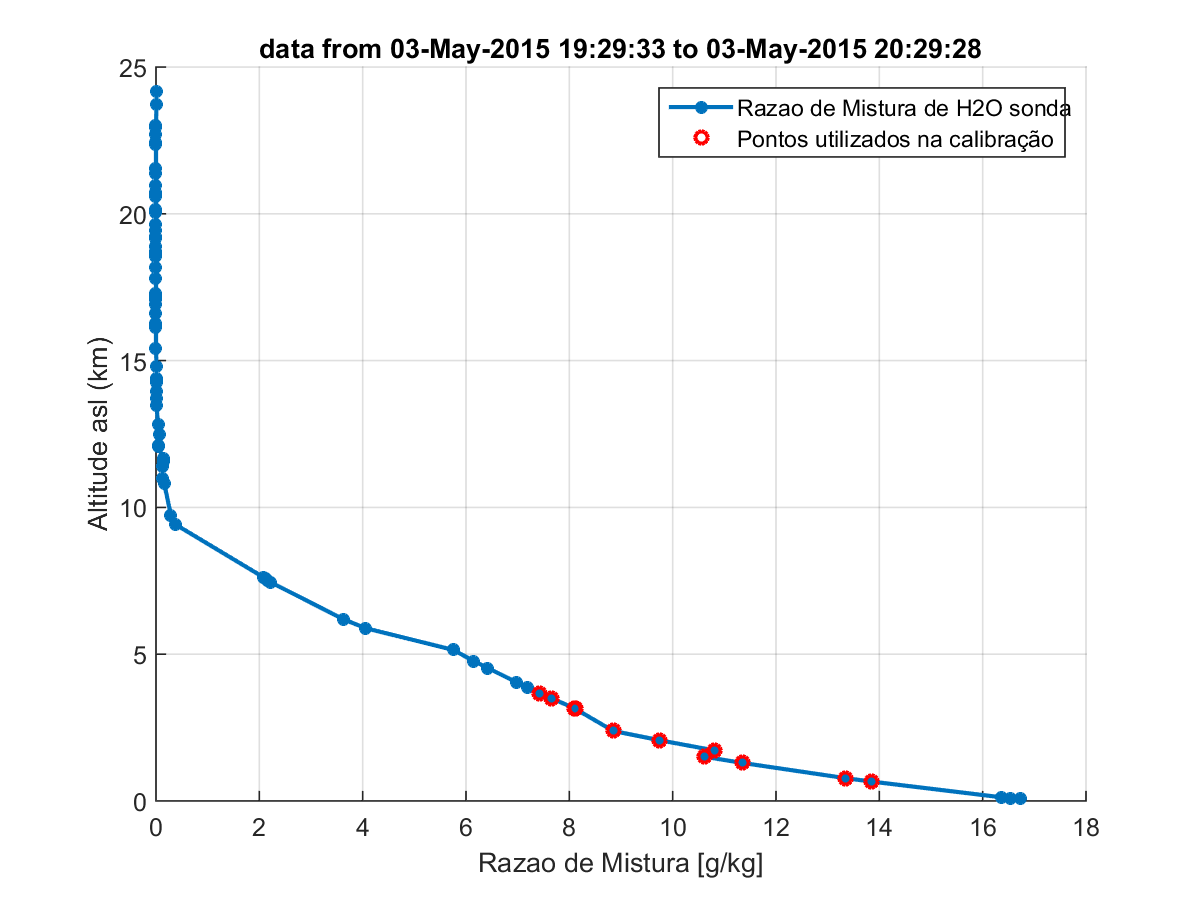 data from 03-May-2015 19:29:33 to 03-May-2015 20:29:28
25
Razao de Mistura de H2O sonda
Pontos utilizados na calibração
20
15
10
5
0
Altitude asl (km)
0 2 4 6 8 10 12 14 16 18
Razao de Mistura [g/kg]